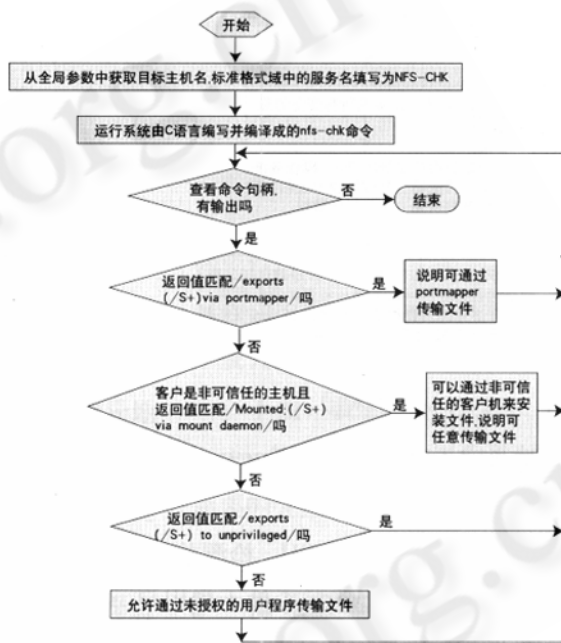 开始
从全局参数中获取目标主机名,标准格式域中的服务名填写为NFS-CHK
运行系统由C语言编写并编译成的nfs-chk命令
查看命令句柄,
有输出吗
否
结束
是
返回值匹配/exports
(/S+)via portmapper/吗
是
说明可通过
portmapper
传输文件
否
客户是非可信任的主机且
返回值匹配/Mounted:(/S+)
via mount daemon/吗
是
可以通过非可信
任的客户机来安
装文件,说明可
任意传输文件
否
返回值匹配/exports
(/S+) to unprivileged/吗
是
否
允许通过未授权的用户程序传输文件
org.cn